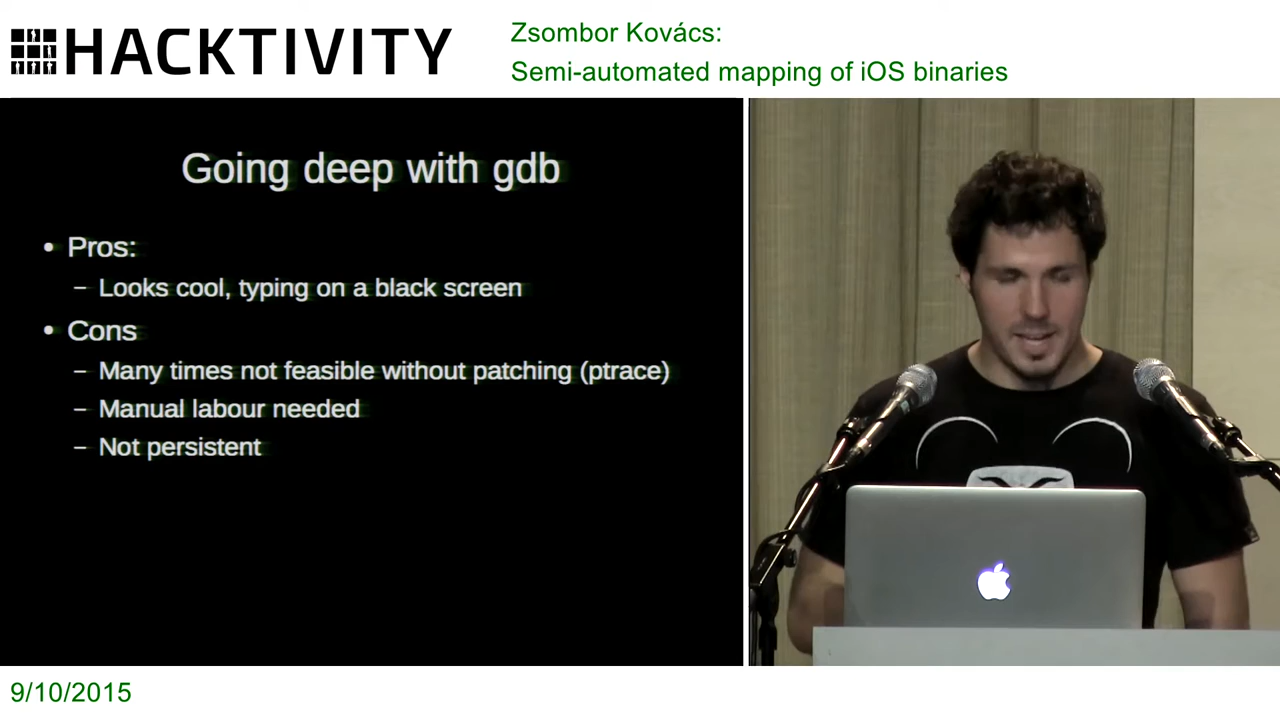 HACKTIVITY
Zsombor Kovács:
Semi-automated mapping of iOS binaries
Going deep with gdb
• Pros:
– Looks cool, typing on a black screen
• Cons
– Many times not feasible without patching (ptrace)
– Manual labour needed
– Not persistent
9/10/2015